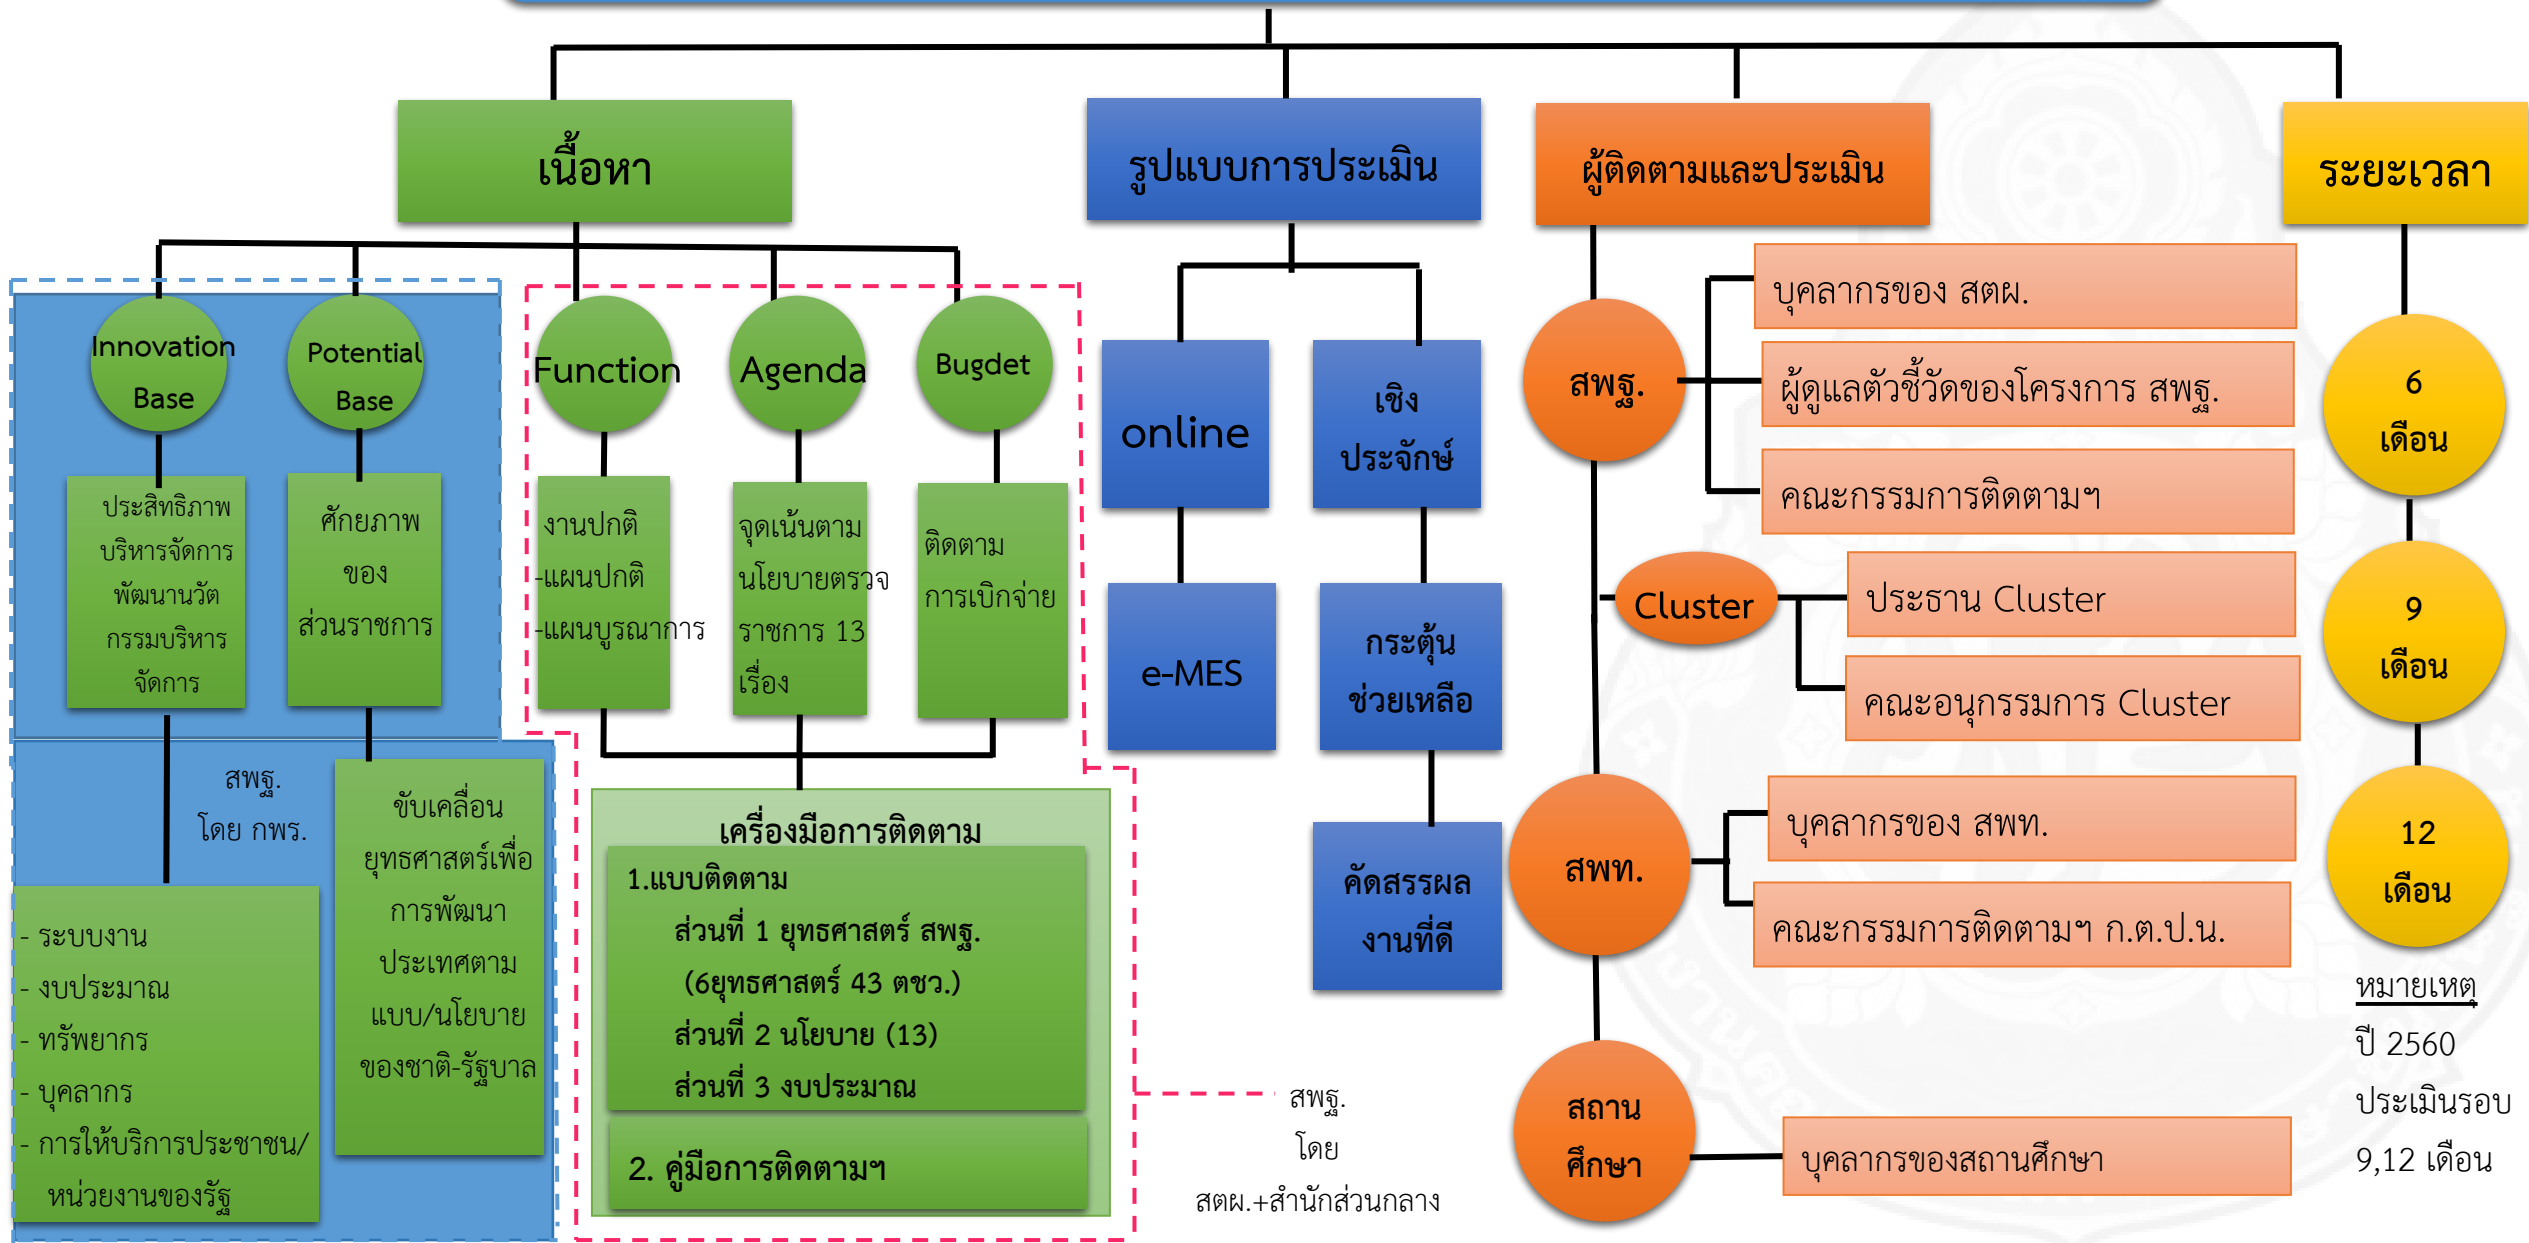 เนื้อหา
รูปแบบการประเมิน
ผู้ติดตามและประเมิน
ระยะเวลา
Innovation
Base
Potential
Base
Function
Agenda
Bugdet
ประสิทธิภาพ
บริหารจัดการ
พัฒนานวัต
กรรมบริหาร
จัดการ
ศักยภาพ
ของ
ส่วนราชการ
งานปกติ
-แผนปกติ
-แผนบูรณาการ
จุดเน้นตาม
นโยบายตรวจ
ราชการ 13
เรื่อง
ติดตาม
การเบิกจ่าย
สพฐ.
โดย กพร.
- ระบบงาน
- งบประมาณ
- ทรัพยากร
- บุคลากร
- การให้บริการประชาชน/
หน่วยงานของรัฐ
ขับเคลื่อน
ยุทธศาสตร์เพื่อ
การพัฒนา
ประเทศตาม
แบบ/นโยบาย
ของชาติ-รัฐบาล
เครื่องมือการติดตาม
1.แบบติดตาม
ส่วนที่ 1 ยุทธศาสตร์ สพฐ.
(6ยุทธศาสตร์ 43 ตชว.)
ส่วนที่ 2 นโยบาย (13)
ส่วนที่ 3 งบประมาณ
2. คู่มือการติดตามฯ
สพฐ.
โดย
สตผ.+สำนักส่วนกลาง
online
e-MES
เชิง
ประจักษ์
กระตุ้น
ช่วยเหลือ
คัดสรรผล
งานที่ดี
สพฐ.
บุคลากรของ สตผ.
ผู้ดูแลตัวชี้วัดของโครงการ สพฐ.
คณะกรรมการติดตามฯ
Cluster
ประธาน Cluster
คณะอนุกรรมการ Cluster
สพท.
บุคลากรของ สพท.
คณะกรรมการติดตามฯ ก.ต.ป.น.
สถาน
ศึกษา
บุคลากรของสถานศึกษา
6
เดือน
9
เดือน
12
เดือน
หมายเหตุ
ปี 2560
ประเมินรอบ
9,12 เดือน